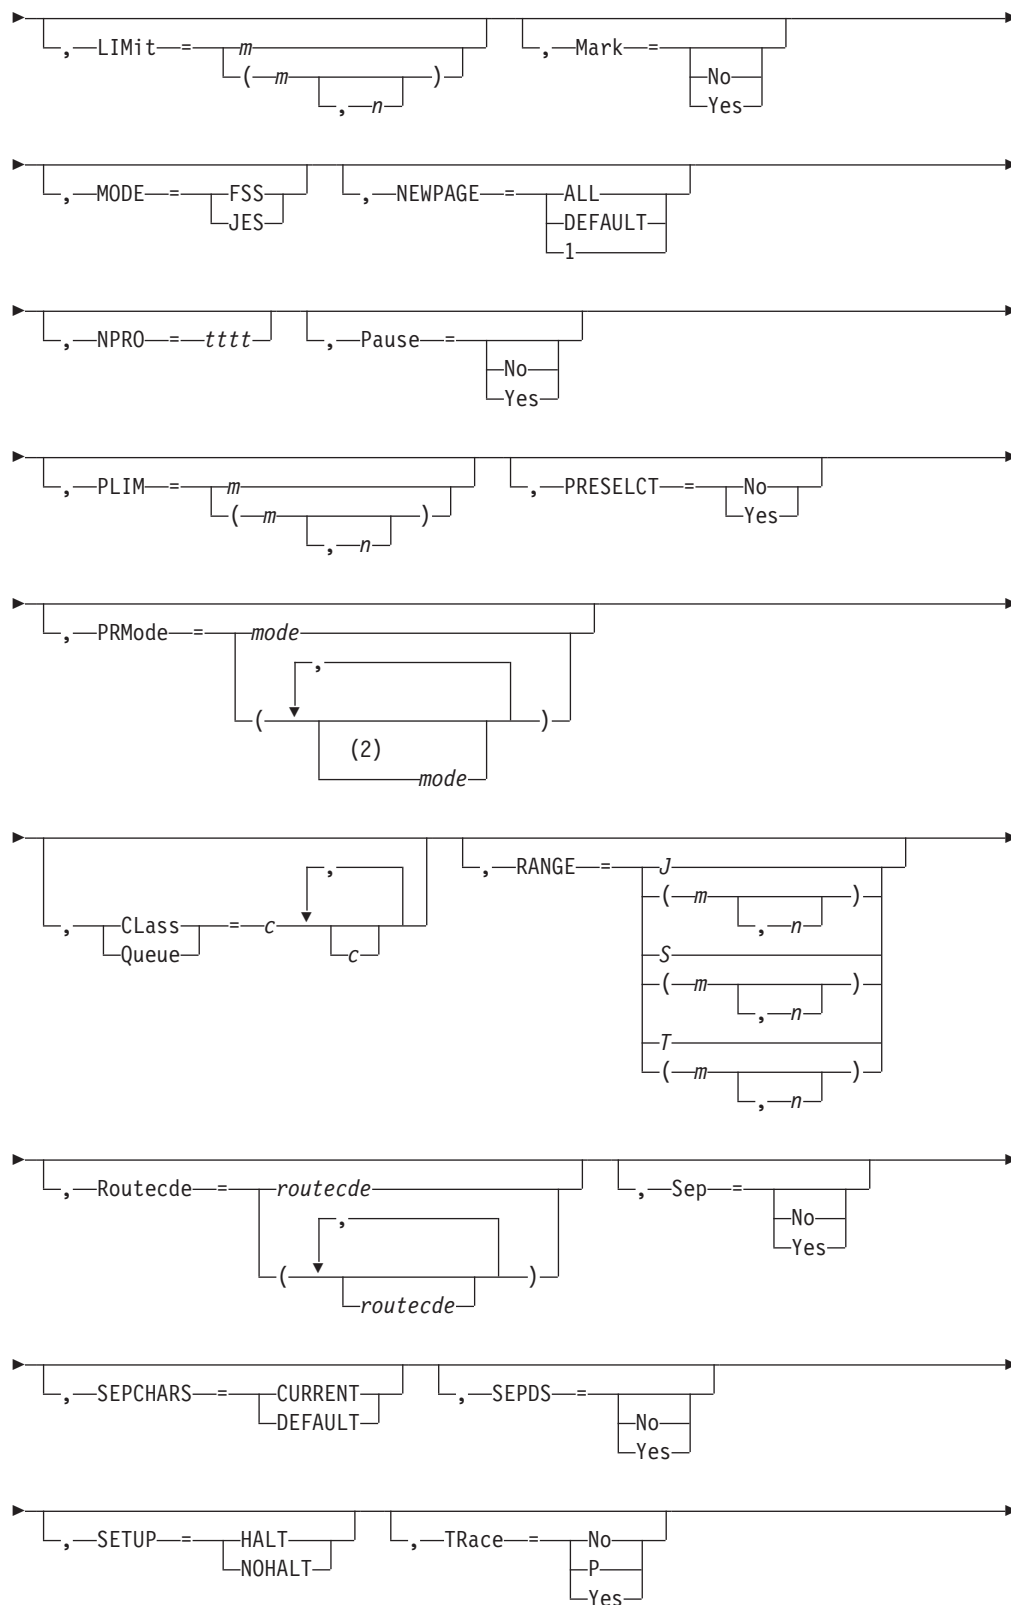 , LIMit = m , Mark =
( m ) No
, n Yes
, MODE = FSS , NEWPAGE = ALL
JES DEFAULT
1
, NPRO = tttt , Pause =
No
Yes
, PLIM = m , PRESELCT = No
( m ) Yes
, n
, PRMode = mode
,
( )
(2)
mode
, , RANGE = J
( m )
, CLass = c , n
Queue c S
( m )
, n
T
( m )
, n
, Routecde = routecde , Sep =
, No
Yes
( )
routecde
, SEPCHARS = CURRENT , SEPDS =
DEFAULT No
Yes
, SETUP = HALT , TRace = No
NOHALT P
Yes